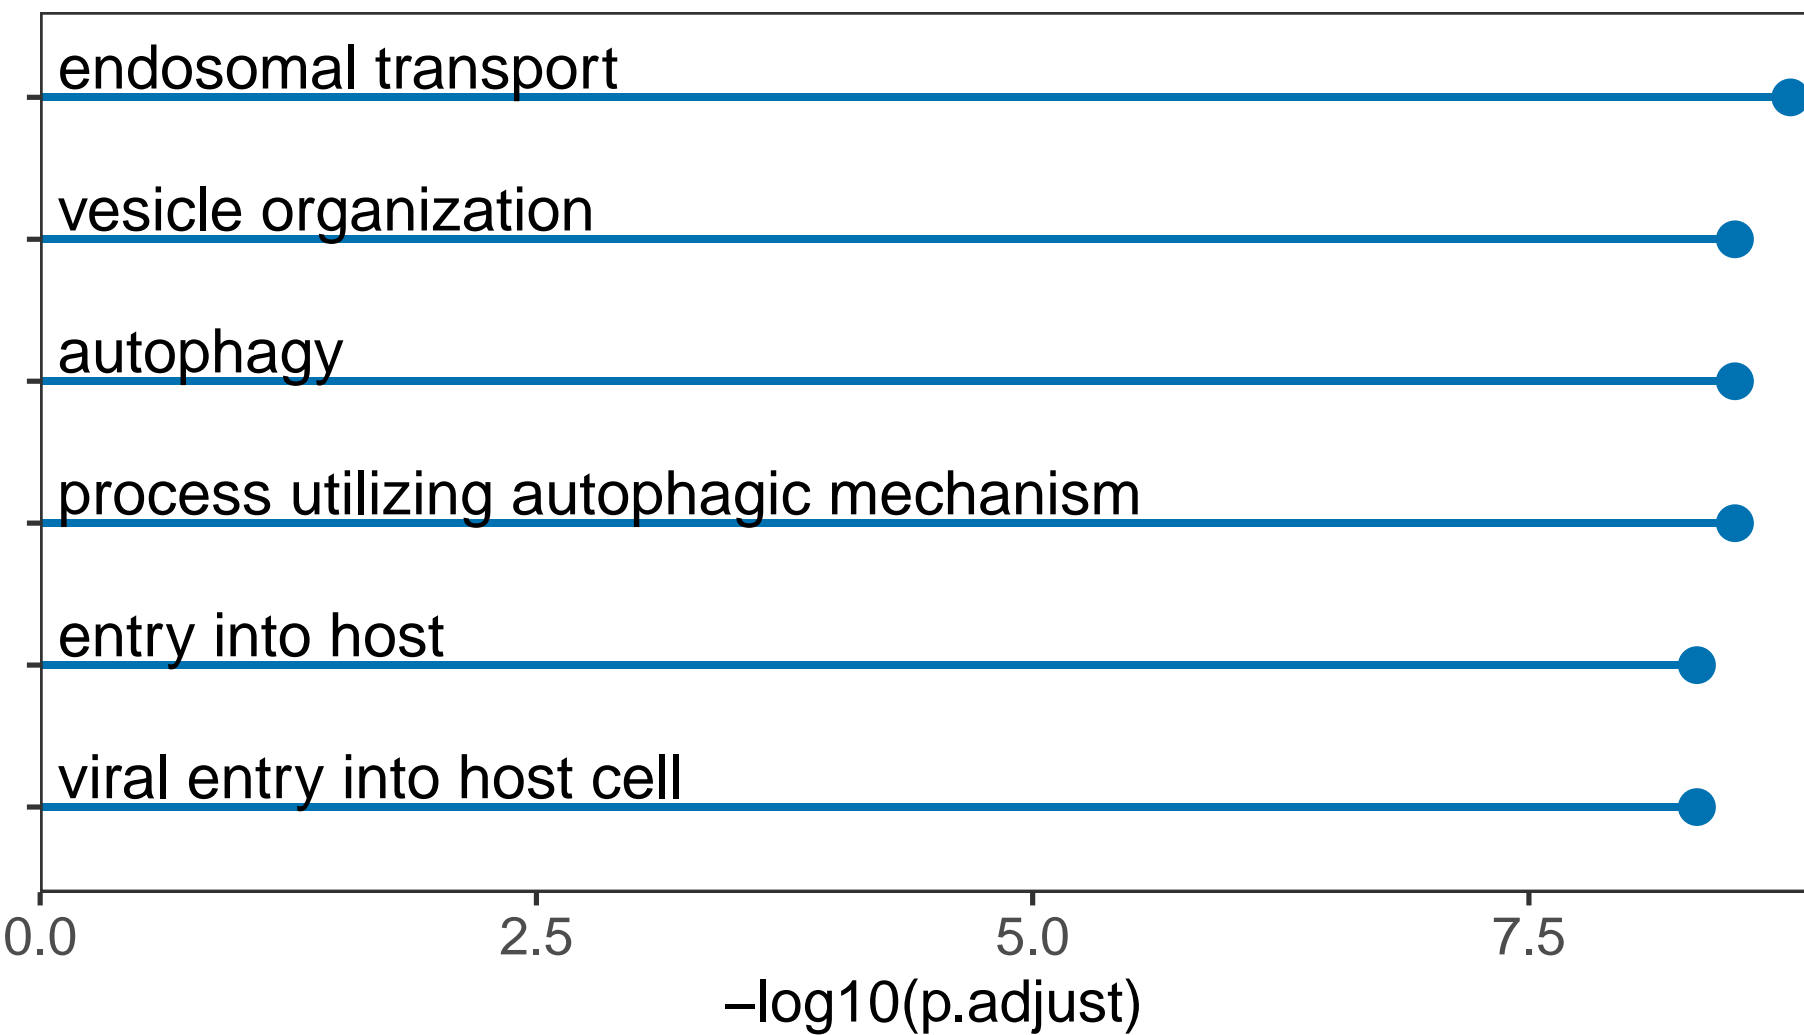 endosomal transport
vesicle organization
autophagy
process utilizing autophagic mechanism
entry into host
viral entry into host cell
0.0 2.5 5.0 7.5
−log10(p.adjust)